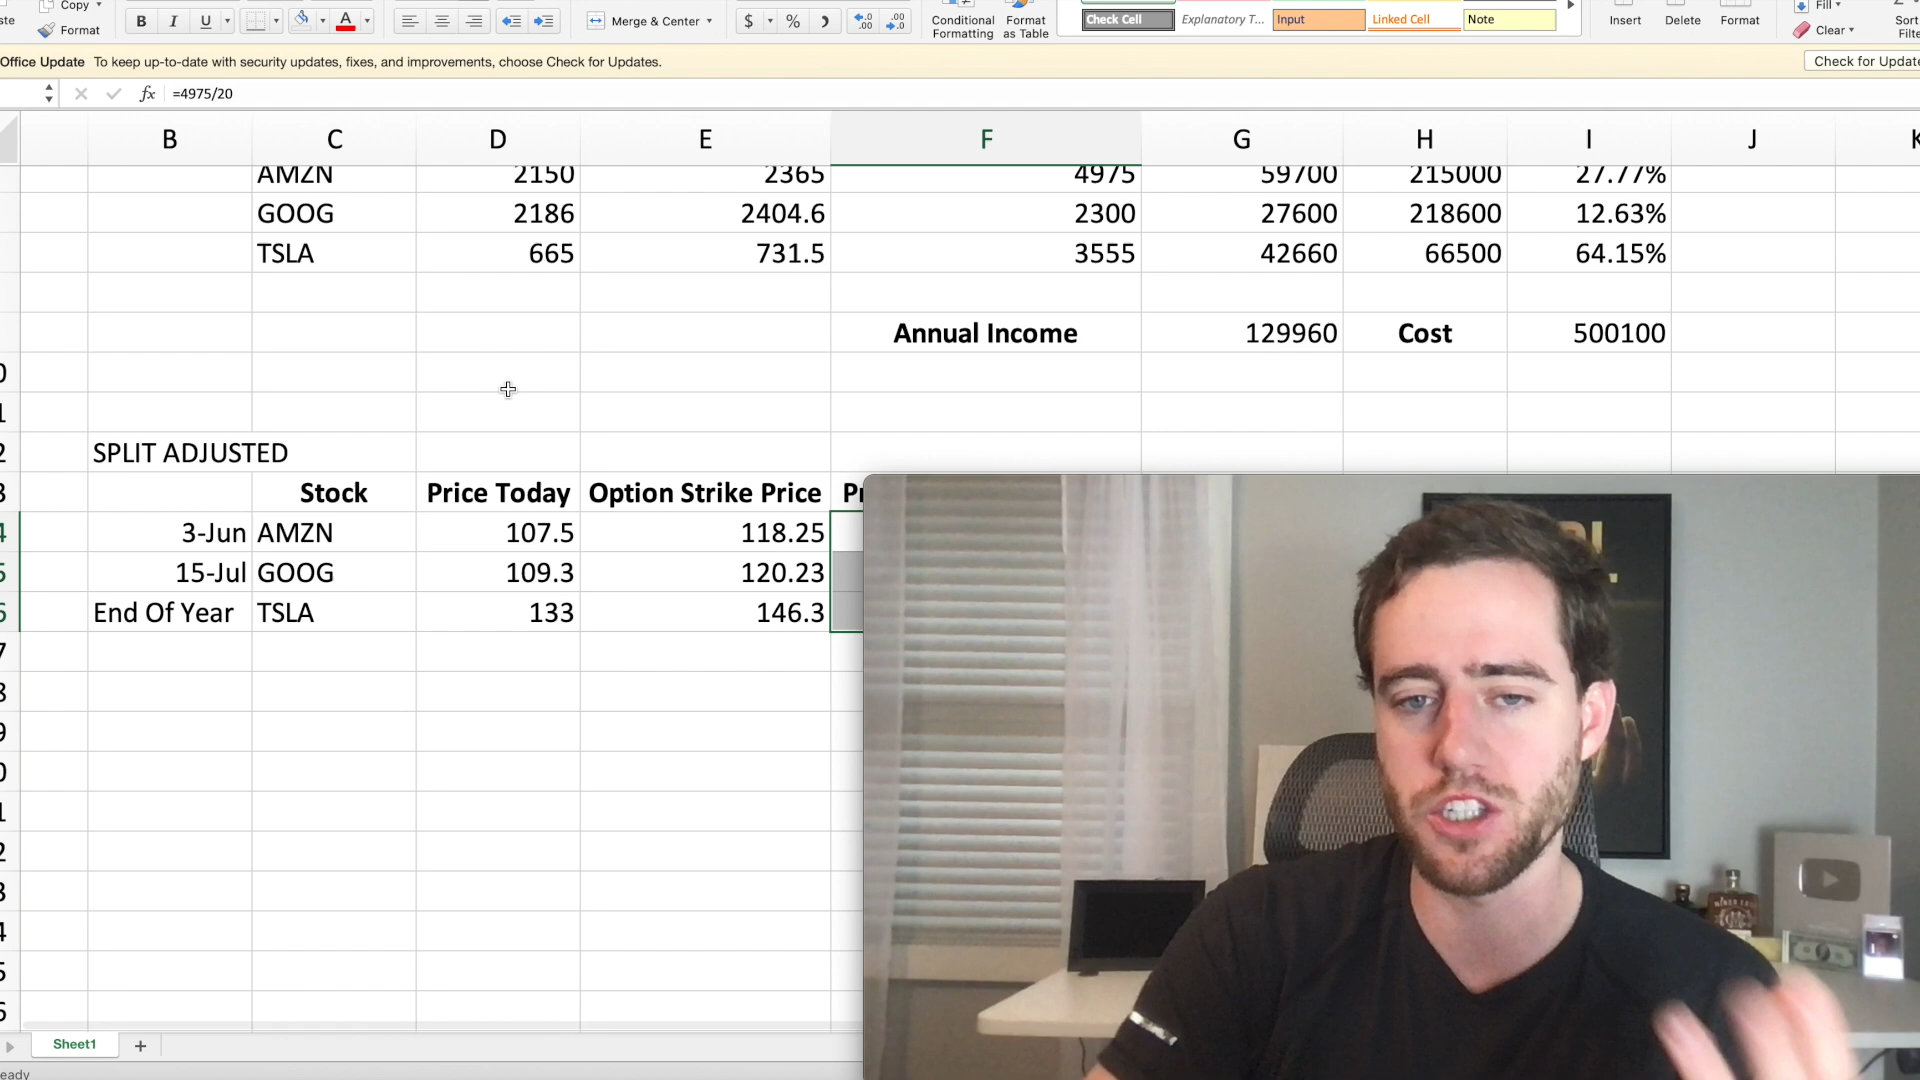 Copy
Format
B I U A
Merge & Center
$ % ,
Conditional Formatting
Format as Table
Check Cell Explanatory T... Input Linked Cell Note
Insert Delete Format
Fill
Clear
Sort
Office Update To keep up-to-date with security updates, fixes, and improvements, choose Check for Updates.
Check for Update
fx =4975/20
B C D E F G H I J K
AMZN 2150 2365 4975 59700 215000 27.77%
GOOG 2186 2404.6 2300 27600 218600 12.63%
TSLA 665 731.5 3555 42660 66500 64.15%
Annual Income 129960 Cost 500100
SPLIT ADJUSTED
Stock Price Today Option Strike Price
3-Jun AMZN 107.5 118.25
15-Jul GOOG 109.3 120.23
End Of Year TSLA 133 146.3
Sheet1 +